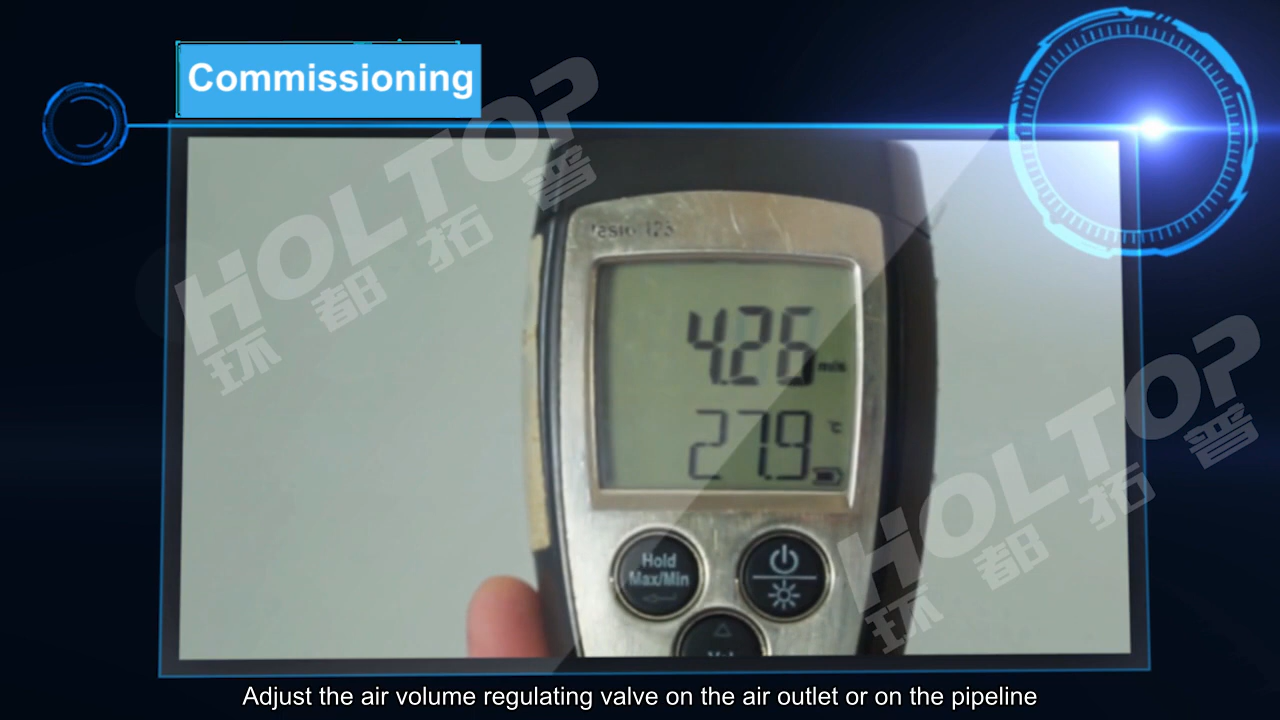 Commissioning
HOLTOP
环都拓普
testo 425
4.26 m/s
27.9 °C
Hold
Max/Min
HOLTOP
环都拓普
Adjust the air volume regulating valve on the air outlet or on the pipeline